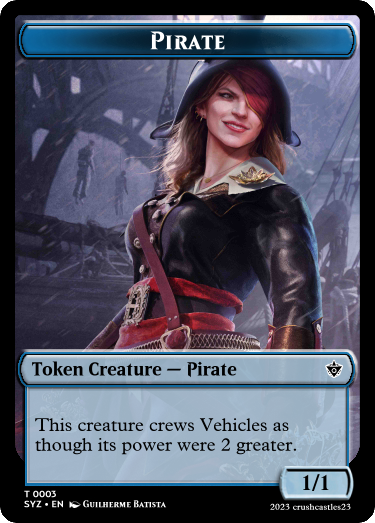 Pirate
Token Creature — Pirate
This creature crews Vehicles as
though its power were 2 greater.
1/1
T 0003
SYZ • EN Guilherme Batista
2023 crushcastles23